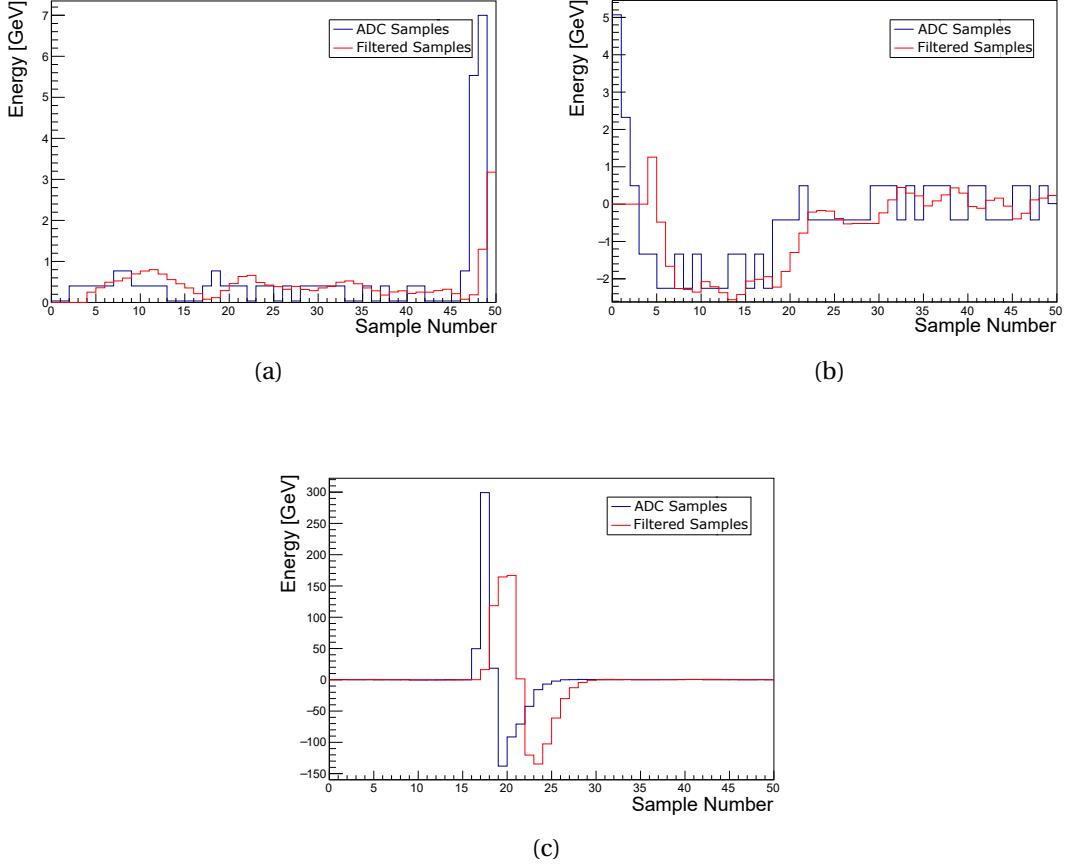 Energy [GeV]
7
6
5
4
3
2
1
0
ADC Samples
Filtered Samples
0 5 10 15 20 25 30 35 40 45 50
Sample Number
(a)
Energy [GeV]
5
4
3
2
1
0
−1
−2
ADC Samples
Filtered Samples
0 5 10 15 20 25 30 35 40 45 50
Sample Number
(b)
Energy [GeV]
300
250
200
150
100
50
0
−50
−100
−150
ADC Samples
Filtered Samples
0 5 10 15 20 25 30 35 40 45 50
Sample Number
(c)